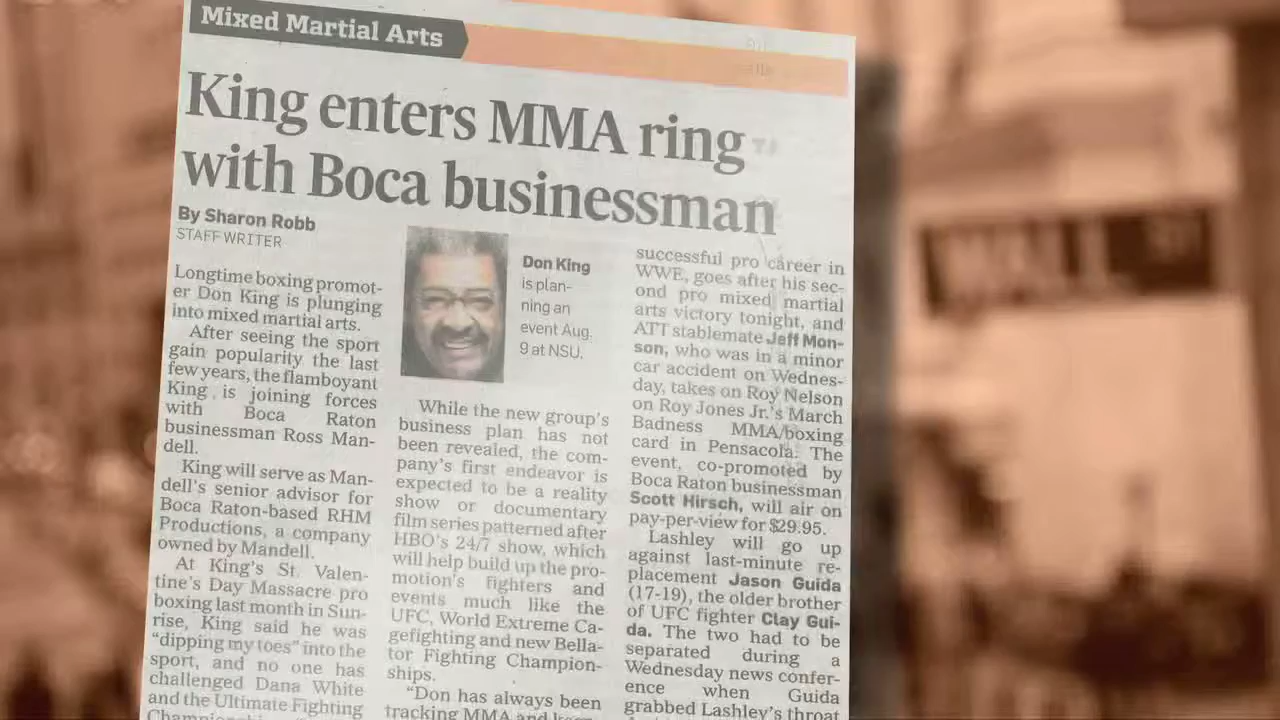 Mixed Martial Arts
King enters MMA ring
with Boca businessman
By Sharon Robb
STAFF WRITER
Longtime boxing promot-
er Don King is plunging
into mixed martial arts.
After seeing the sport
gain popularity the last
few years, the flamboyant
King is joining forces
with Boca Raton
businessman Ross Man-
dell.
King will serve as Man-
dell's senior advisor for
Boca Raton-based RHM
Productions, a company
owned by Mandell.
At King's St. Valen-
tine's Day Massacre pro
boxing last month in Sun-
rise, King said he was
"dipping my toes" into the
sport, and no one has
challenged Dana White
and the Ultimate Fighting
Don King
is plan-
ning an
event Aug.
9 at NSU.
While the new group's
business plan has not
been revealed, the com-
pany's first endeavor is
expected to be a reality
show or documentary
film series patterned after
HBO's 24/7 show, which
will help build up the pro-
motion's fighters and
events much like the
UFC, World Extreme Ca-
gefighting and new Bella-
tor Fighting Champion-
ships.
"Don has always been
tracking MMA and
successful pro career in
WWE, goes after his sec-
ond pro mixed martial
arts victory tonight, and
ATT stablemate Jeff Mon-
son, who was in a minor
car accident on Wednes-
day, takes on Roy Nelson
on Roy Jones Jr.'s March
Badness MMA/boxing
card in Pensacola. The
event, co-promoted by
Boca Raton businessman
Scott Hirsch, will air on
pay-per-view for $29.95.
Lashley will go up
against last-minute re-
placement Jason Guida
(17-19), the older brother
of UFC fighter Clay Gui-
da. The two had to be
separated during a
Wednesday news confer-
ence when Guida
grabbed Lashley's throat
WALL ST